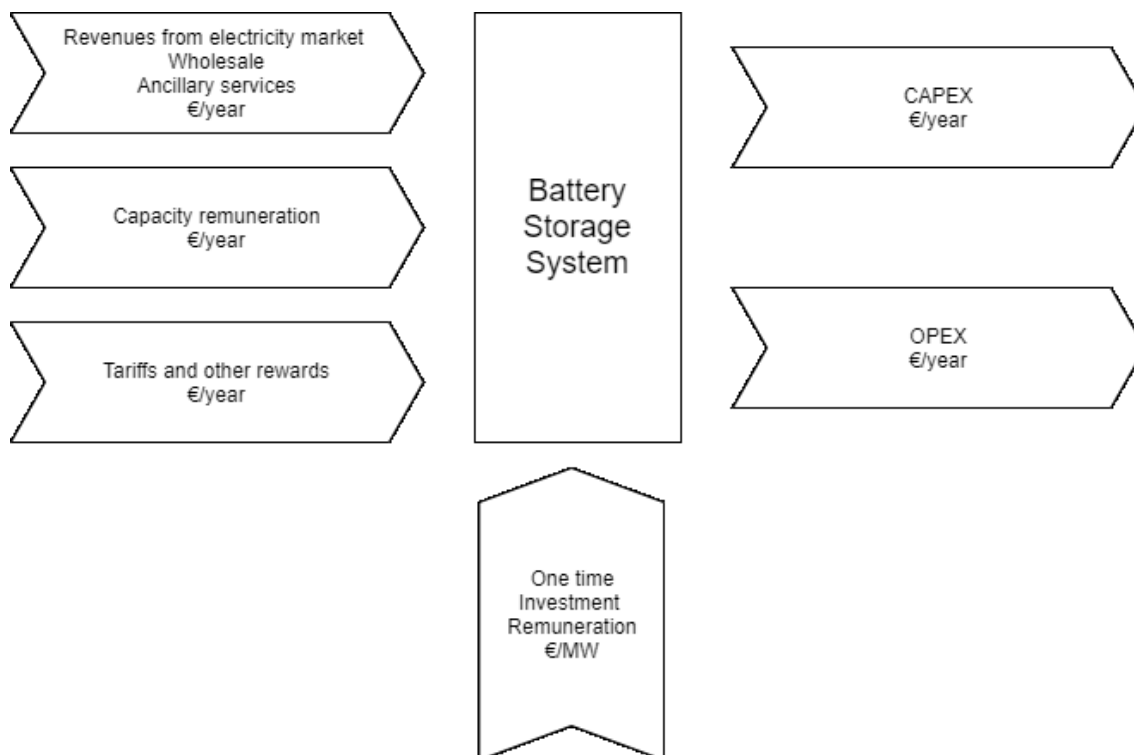 Revenues from electricity market
Wholesale
Ancillary services
€/year
Capacity remuneration
€/year
Tariffs and other rewards
€/year
Battery
Storage
System
CAPEX
€/year
OPEX
€/year
One time
Investment
Remuneration
€/MW